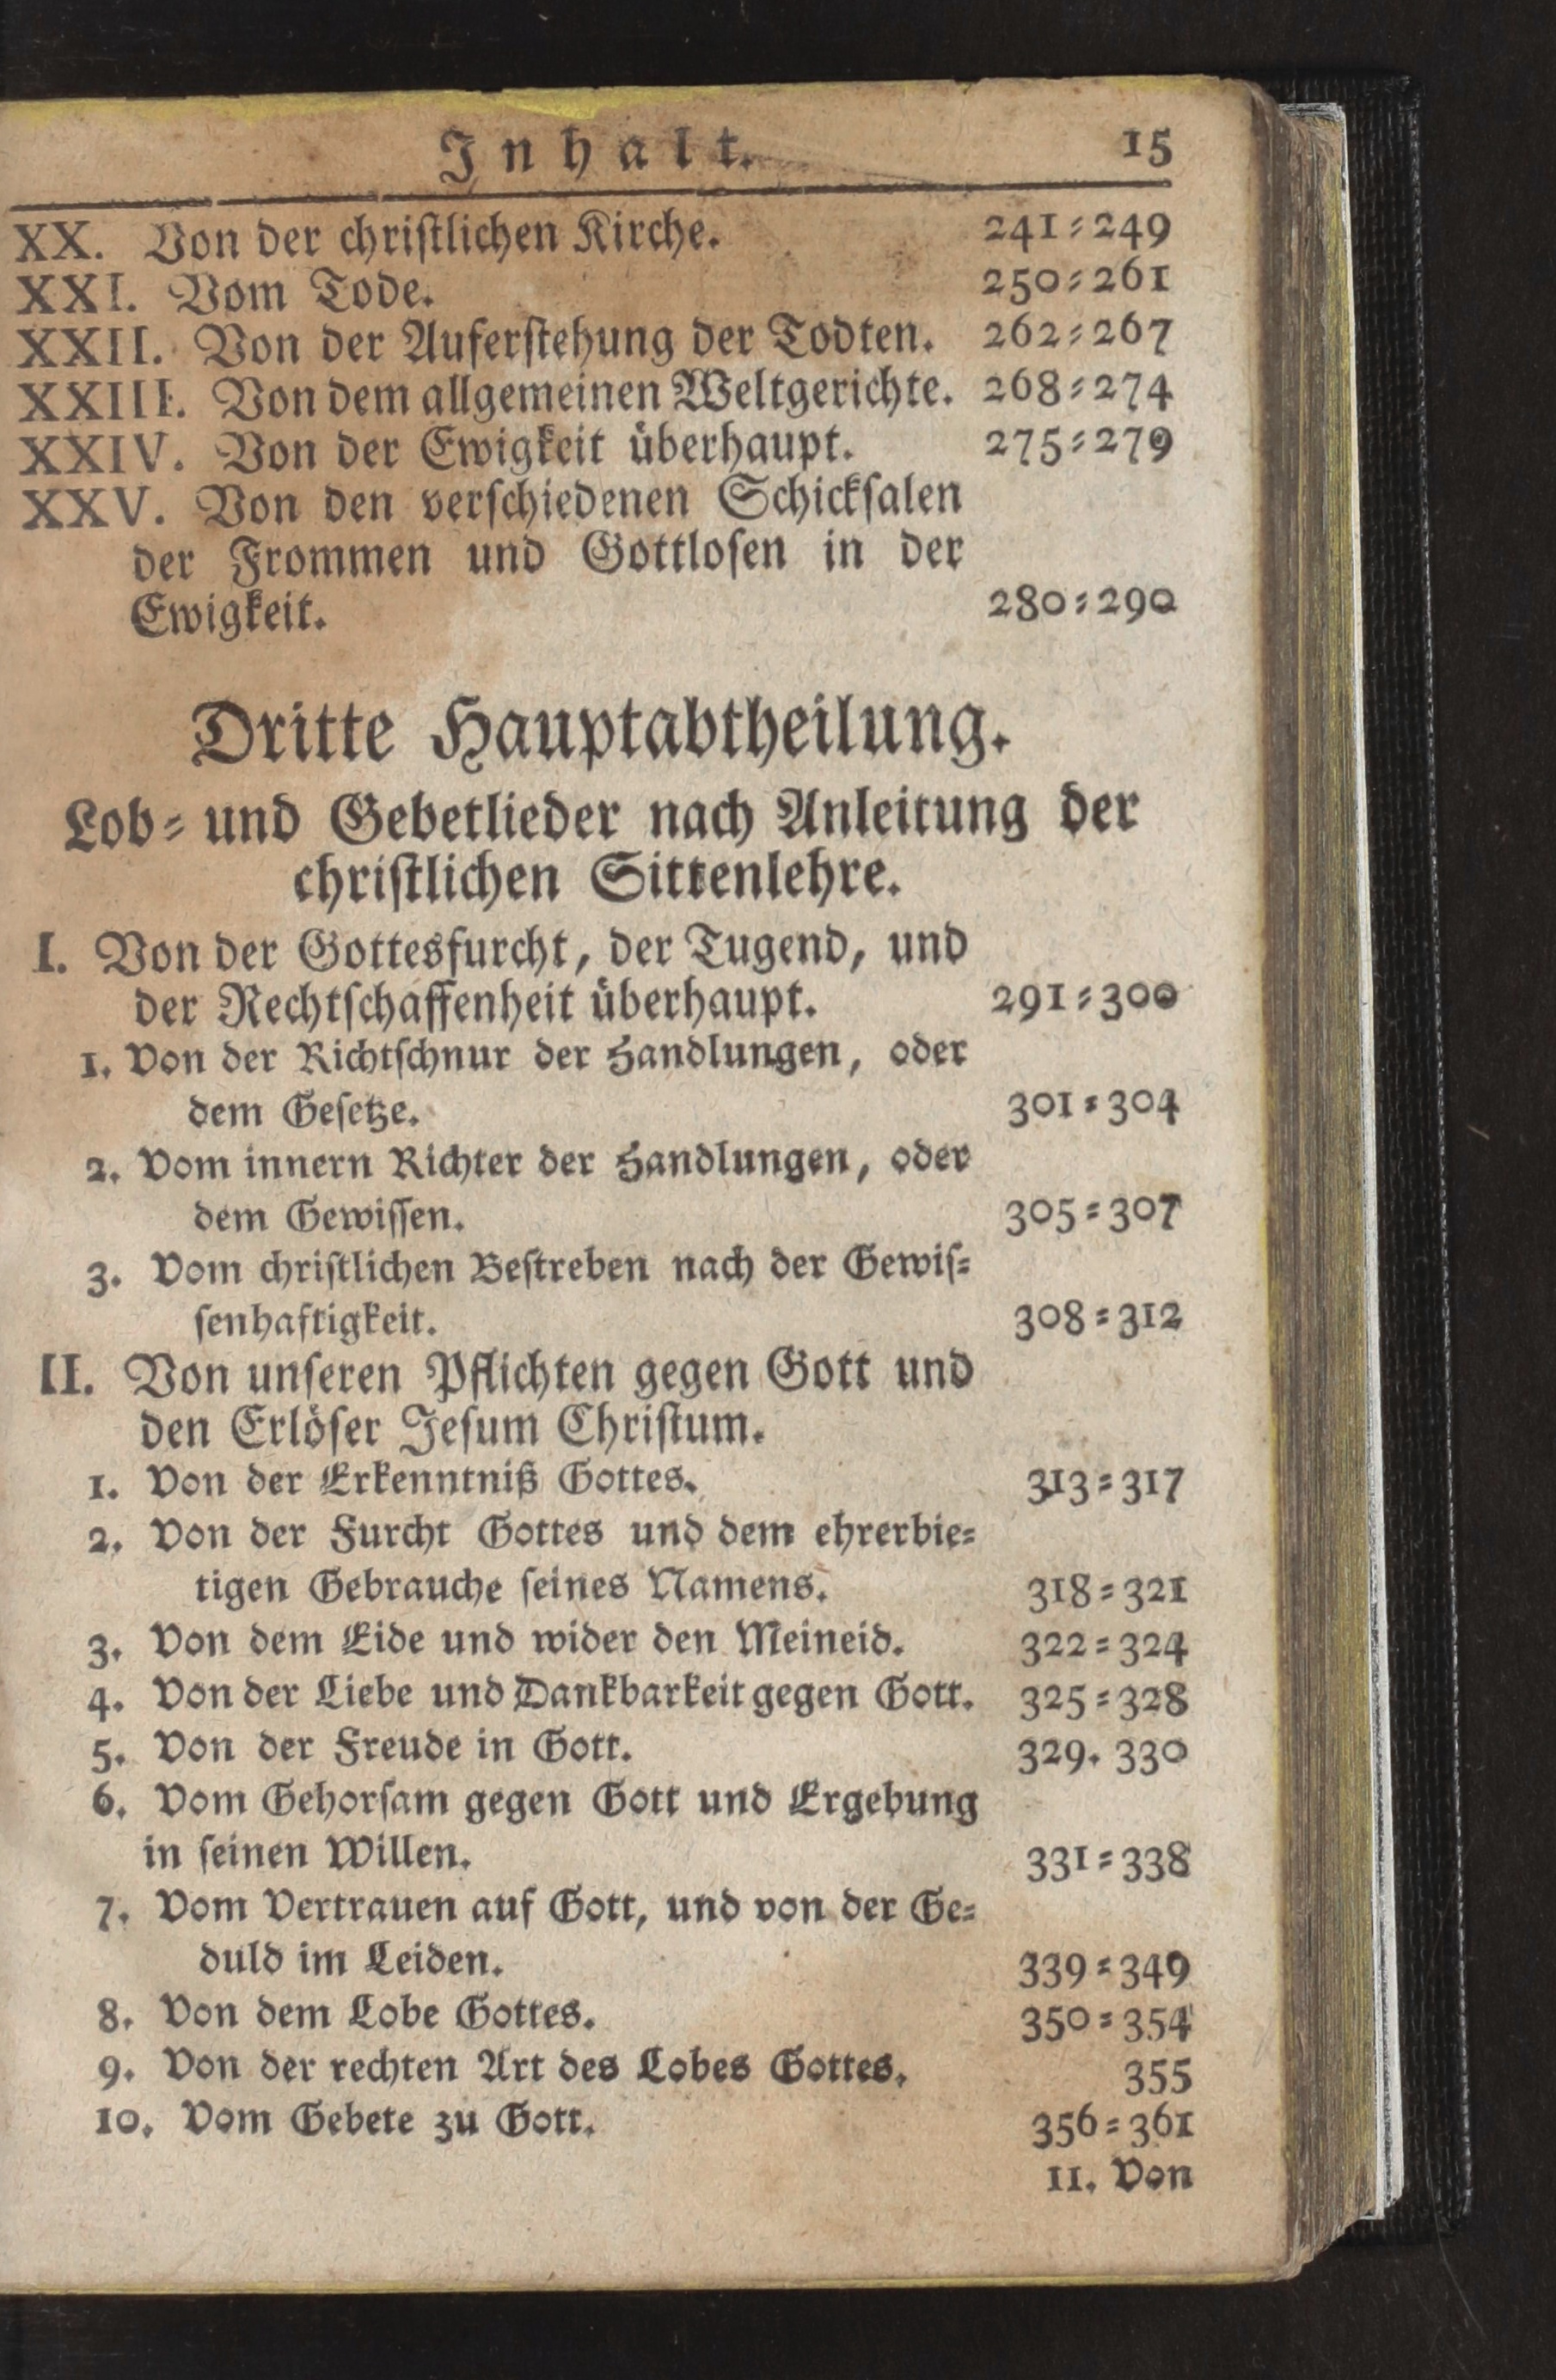 Inhalt. 15
XX. Von der chriſtlichen Kirche. 241⸗249
XXI. Vom Tode. 250⸗261
XXII. Von der Auferſtehung der Todten. 262⸗267
XXIII. Von dem allgemeinen Weltgerichte. 268⸗274
XXIV. Von der Ewigkeit überhaupt. 275⸗279
XXV. Von den verſchiedenen Schickſalen
der Frommen und Gottloſen in der
Ewigkeit. 280⸗290
Dritte Hauptabtheilung.
Lob⸗ und Gebetlieder nach Anleitung der
chriſtlichen Sittenlehre.
I. Von der Gottesfurcht, der Tugend, und
der Rechtſchaffenheit überhaupt. 291⸗300
1. Von der Richtſchnur der Handlungen, oder
dem Geſetze. 301⸗304
2. Vom innern Richter der Handlungen, oder
dem Gewiſſen. 305⸗307
3. Vom chriſtlichen Beſtreben nach der Gewiſ⸗
ſenhaftigkeit. 308⸗312
II. Von unſeren Pflichten gegen Gott und
den Erlöſer Jeſum Chriſtum.
1. Von der Erkenntniß Gottes. 313⸗317
2. Von der Furcht Gottes und dem ehrerbie⸗
tigen Gebrauche ſeines Namens. 318⸗321
3. Von dem Eide und wider den Meineid. 322⸗324
4. Von der Liebe und Dankbarkeit gegen Gott. 325⸗328
5. Von der Freude in Gott. 329. 330
6. Vom Gehorſam gegen Gott und Ergebung
in ſeinen Willen. 331⸗338
7. Vom Vertrauen auf Gott, und von der Ge⸗
duld im Leiden. 339⸗349
8. Von dem Lobe Gottes. 350⸗354
9. Von der rechten Art des Lobes Gottes. 355
10. Vom Gebete zu Gott. 356⸗361
11. Von